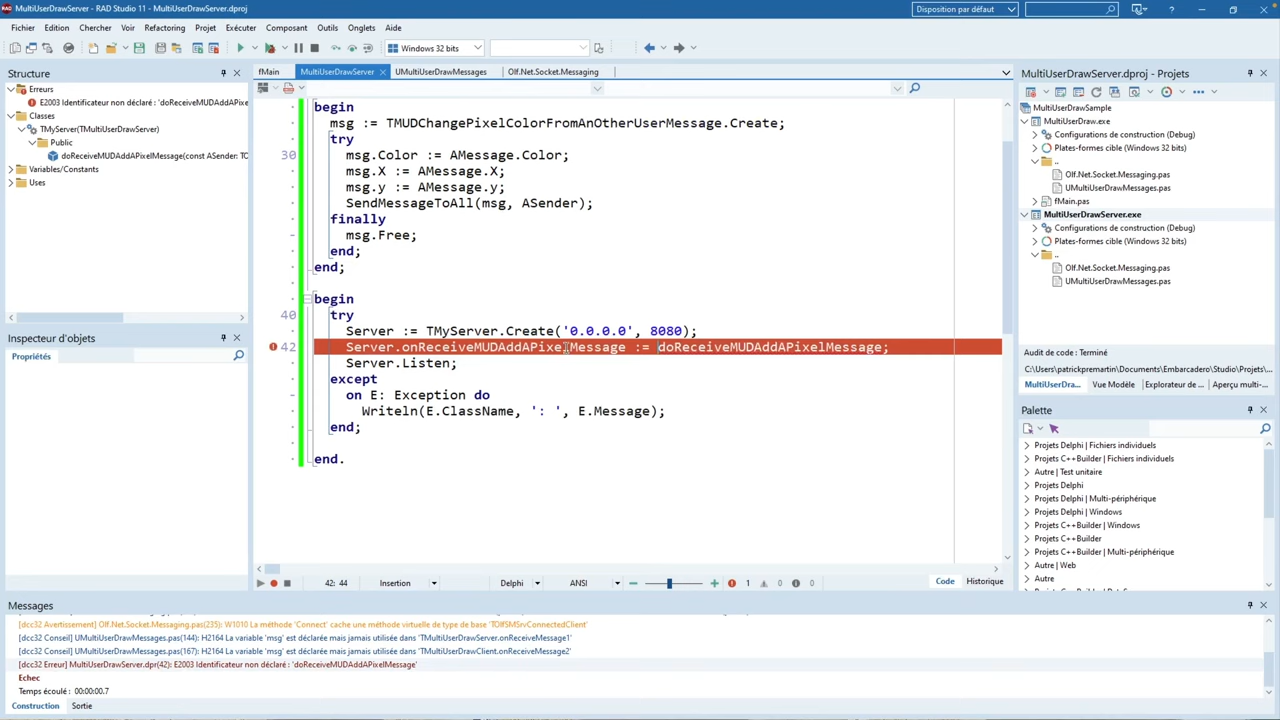 MultiUserDrawServer - RAD Studio 11 - MultiUserDrawServer.dproj
Disposition par défaut
Fichier Edition Chercher Voir Refactoring Projet Exécuter Composant Outils Onglets Aide
Windows 32 bits
Structure
Erreurs
E2003 Identificateur non déclaré : 'doReceiveMUDAddAPixe
Classes
TMyServer(TMultiUserDrawServer)
Public
doReceiveMUDAddAPixelMessage(const ASender: TO
Variables/Constants
Uses
Inspecteur d'objets
Propriétés
fMain MultiUserDrawServer UMultiUserDrawMessages Olf.Net.Socket.Messaging
begin
msg := TMUDChangePixelColorFromAnOtherUserMessage.Create;
try
30 msg.Color := AMessage.Color;
msg.X := AMessage.X;
msg.y := AMessage.y;
SendMessageToAll(msg, ASender);
finally
msg.Free;
end;
end;
begin
40 try
Server := TMyServer.Create('0.0.0.0', 8080);
42 Server.onReceiveMUDAddAPixelMessage := doReceiveMUDAddAPixelMessage;
Server.Listen;
except
on E: Exception do
Writeln(E.ClassName, ': ', E.Message);
end;
end.
42: 44 Insertion Delphi ANSI 1 0 0 Code Historique
MultiUserDrawServer.dproj - Projets
MultiUserDrawSample
MultiUserDraw.exe
Configurations de construction (Debug)
Plates-formes cible (Windows 32 bits)
..
Olf.Net.Socket.Messaging.pas
UMultiUserDrawMessages.pas
fMain.pas
MultiUserDrawServer.exe
Configurations de construction (Debug)
Plates-formes cible (Windows 32 bits)
..
Olf.Net.Socket.Messaging.pas
UMultiUserDrawMessages.pas
Audit de code : Terminé
C:\Users\patrickpremartin\Documents\Embarcadero\Studio\Projets\...
MultiUserDra... Vue Modèle Explorateur de ... Aperçu multi-...
Palette
Projets Delphi | Fichiers individuels
Projets C++Builder | Fichiers individuels
Autre | Test unitaire
Projets Delphi
Projets Delphi | Multi-périphérique
Projets Delphi | Windows
Projets C++Builder | Windows
Projets C++Builder
Projets C++Builder | Multi-périphérique
Autre | Web
Autre
Messages
[dcc32 Avertissement] Olf.Net.Socket.Messaging.pas(235): W1010 La méthode 'Connect' cache une méthode virtuelle de type de base 'TOlfSMSrvConnectedClient'
[dcc32 Conseil] UMultiUserDrawMessages.pas(144): H2164 La variable 'msg' est déclarée mais jamais utilisée dans 'TMultiUserDrawServer.onReceiveMessage1'
[dcc32 Conseil] UMultiUserDrawMessages.pas(167): H2164 La variable 'msg' est déclarée mais jamais utilisée dans 'TMultiUserDrawClient.onReceiveMessage2'
[dcc32 Erreur] MultiUserDrawServer.dpr(42): E2003 Identificateur non déclaré : 'doReceiveMUDAddAPixelMessage'
Echec
Temps écoulé : 00:00:00.7
Construction Sortie